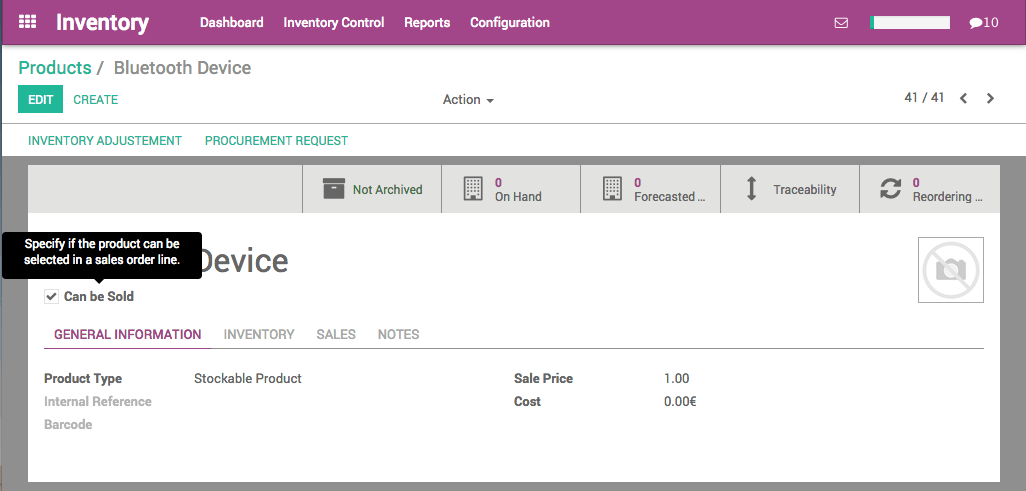 Inventory Dashboard Inventory Control Reports Configuration 10
Products / Bluetooth Device
EDIT CREATE Action 41 / 41
INVENTORY ADJUSTEMENT PROCUREMENT REQUEST
Not Archived
0
On Hand
0
Forecasted ...
Traceability
0
Reordering ...
Specify if the product can be
selected in a sales order line.
Device
Can be Sold
GENERAL INFORMATION INVENTORY SALES NOTES
Product Type Stockable Product Sale Price 1.00
Internal Reference Cost 0.00€
Barcode